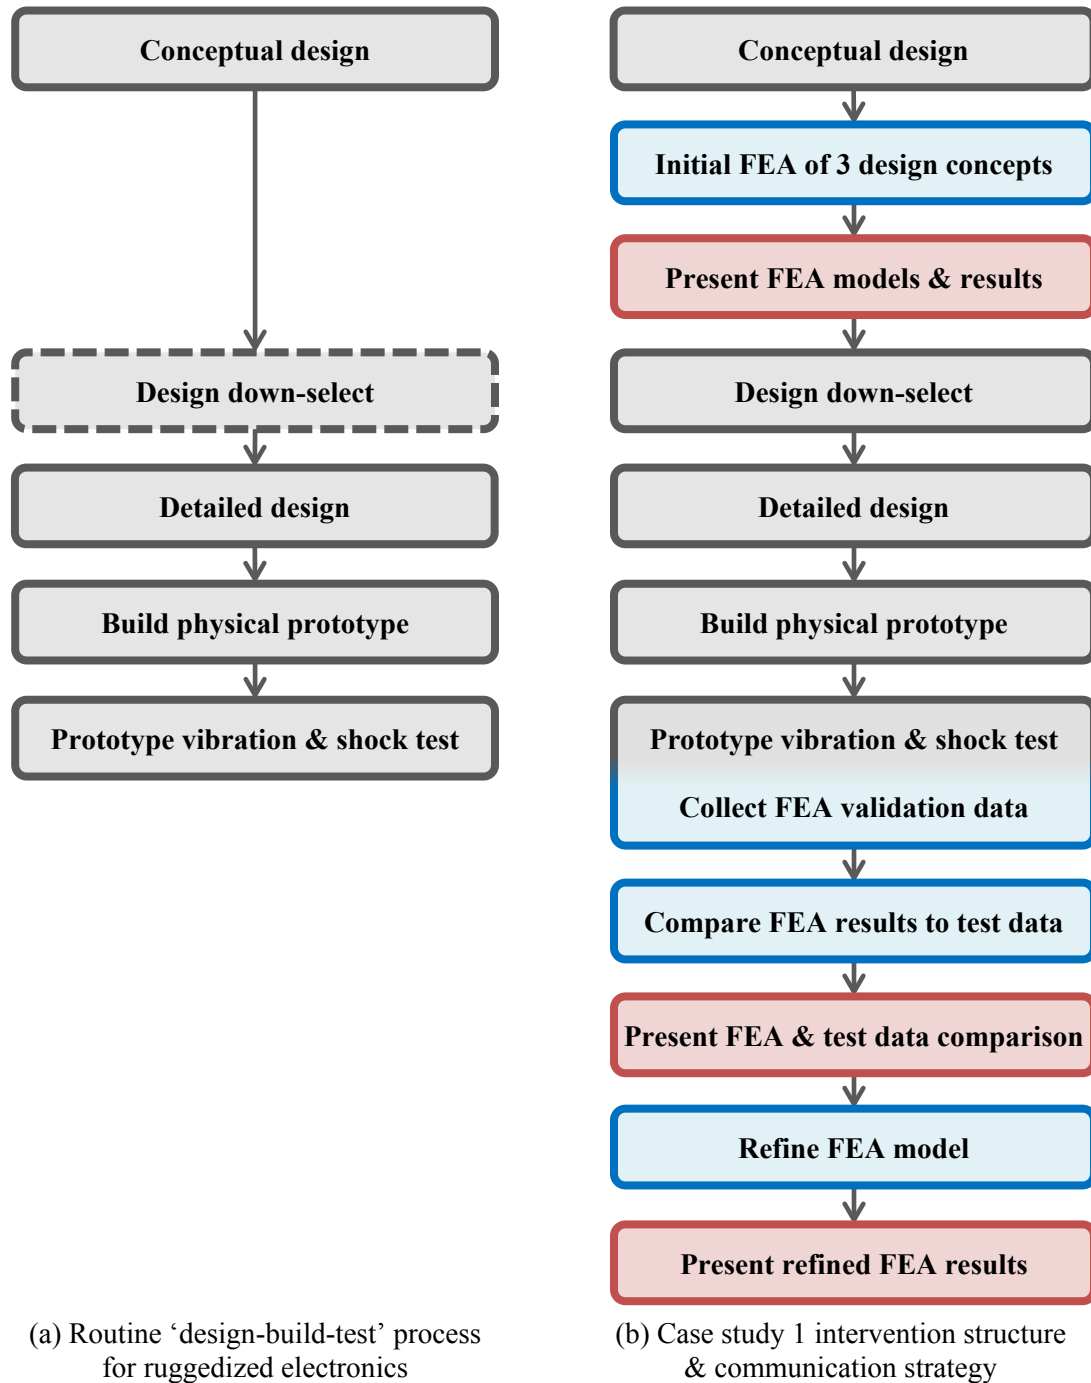 Conceptual design
Design down-select
Detailed design
Build physical prototype
Prototype vibration & shock test
(a) Routine ‘design-build-test’ process
for ruggedized electronics
Conceptual design
Initial FEA of 3 design concepts
Present FEA models & results
Design down-select
Detailed design
Build physical prototype
Prototype vibration & shock test
Collect FEA validation data
Compare FEA results to test data
Present FEA & test data comparison
Refine FEA model
Present refined FEA results
(b) Case study 1 intervention structure
& communication strategy